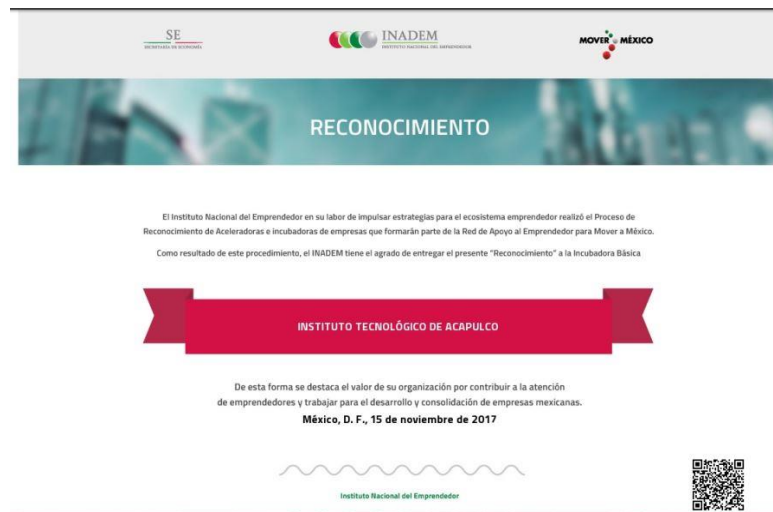 SE
SECRETARÍA DE ECONOMÍA
INADEM
INSTITUTO NACIONAL DEL EMPRENDEDOR
MOVER A MÉXICO
RECONOCIMIENTO
El Instituto Nacional del Emprendedor en su labor de impulsar estrategias para el ecosistema emprendedor realizó el Proceso de
Reconocimiento de Aceleradoras e incubadoras de empresas que formarán parte de la Red de Apoyo al Emprendedor para Mover a México.
Como resultado de este procedimiento, el INADEM tiene el agrado de entregar el presente "Reconocimiento" a la Incubadora Básica
INSTITUTO TECNOLÓGICO DE ACAPULCO
De esta forma se destaca el valor de su organización por contribuir a la atención
de emprendedores y trabajar para el desarrollo y consolidación de empresas mexicanas.
México, D. F., 15 de noviembre de 2017
Instituto Nacional del Emprendedor